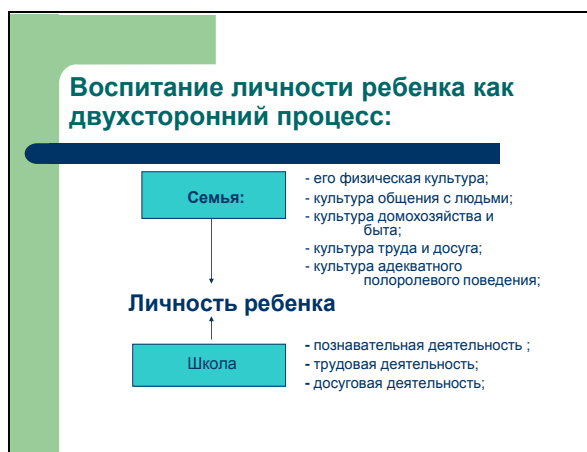 Воспитание личности ребенка как
двухсторонний процесс:
Семья:
- его физическая культура;
- культура общения с людьми;
- культура домохозяйства и
быта;
- культура труда и досуга;
- культура адекватного
полоролевого поведения;
Личность ребенка
Школа
- познавательная деятельность ;
- трудовая деятельность;
- досуговая деятельность;